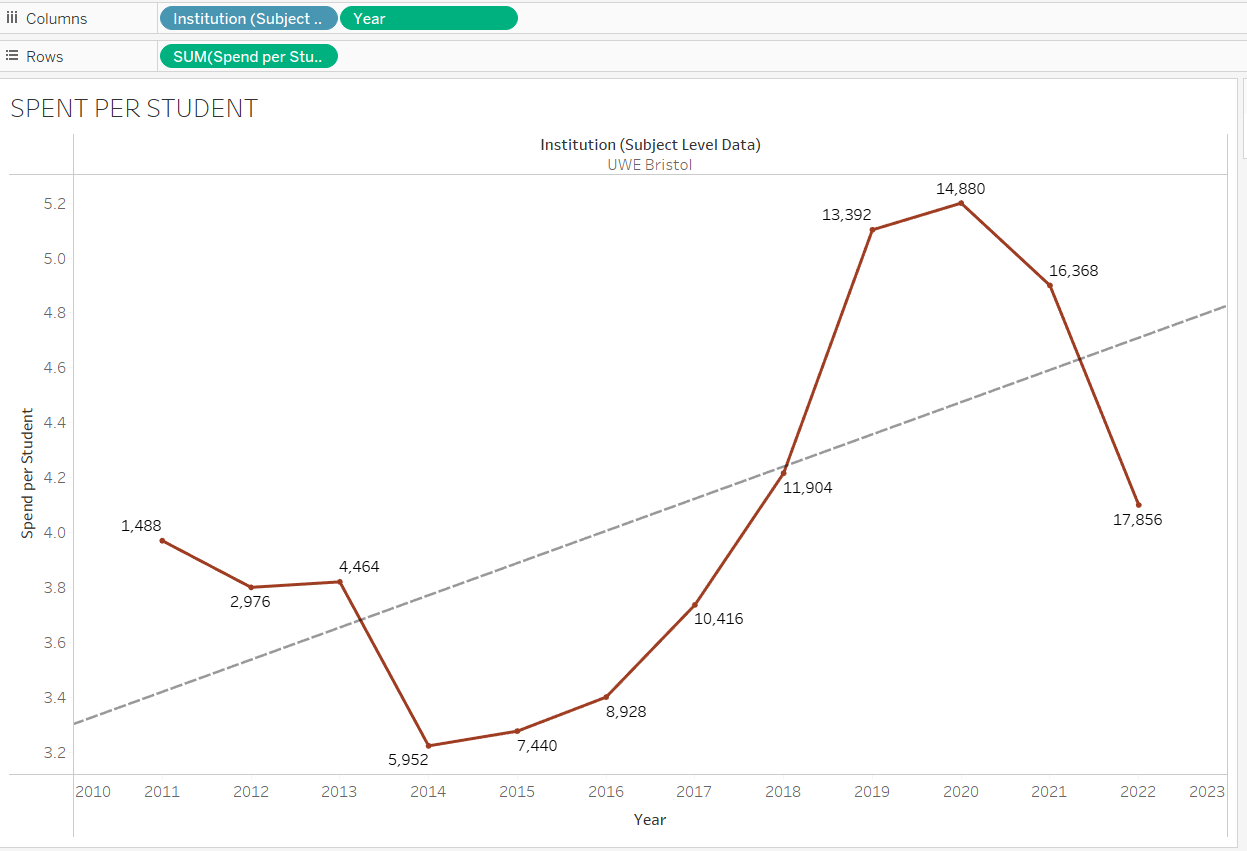 Columns
Institution (Subject ..
Year
Rows
SUM(Spend per Stu..
SPENT PER STUDENT
Institution (Subject Level Data)
UWE Bristol
Spend per Student
5.2
5.0
4.8
4.6
4.4
4.2
4.0
3.8
3.6
3.4
3.2
1,488
2,976
4,464
5,952
7,440
8,928
10,416
11,904
13,392
14,880
16,368
17,856
2010 2011 2012 2013 2014 2015 2016 2017 2018 2019 2020 2021 2022 2023
Year